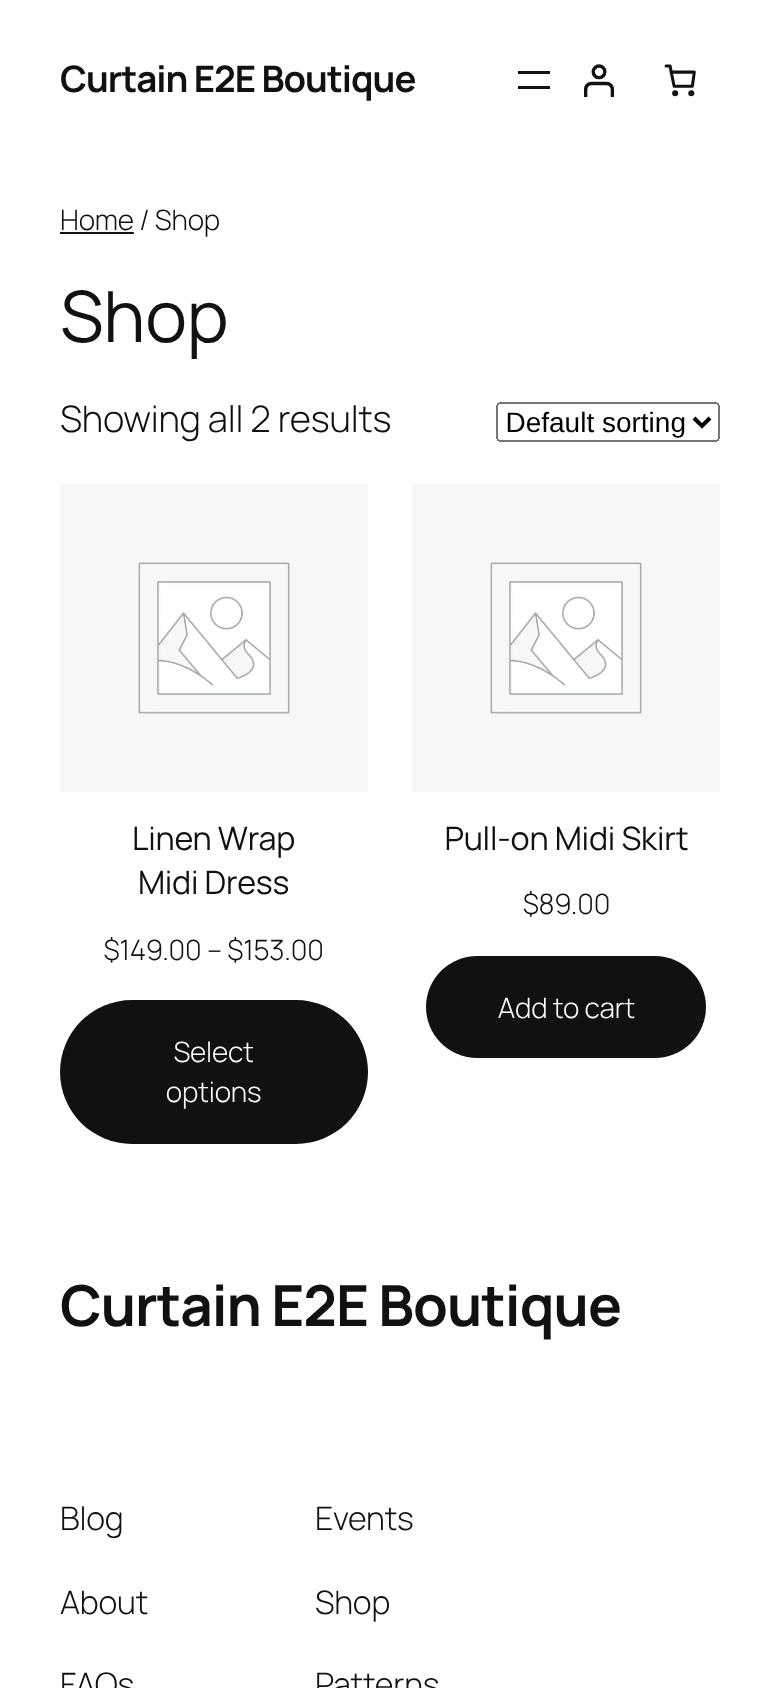 Curtain E2E Boutique
Home / Shop
Shop
Showing all 2 results
Default sorting
Linen Wrap
Midi Dress
$149.00 – $153.00
Select
options
Pull-on Midi Skirt
$89.00
Add to cart
Curtain E2E Boutique
Blog
About
FAQs
Events
Shop
Patterns